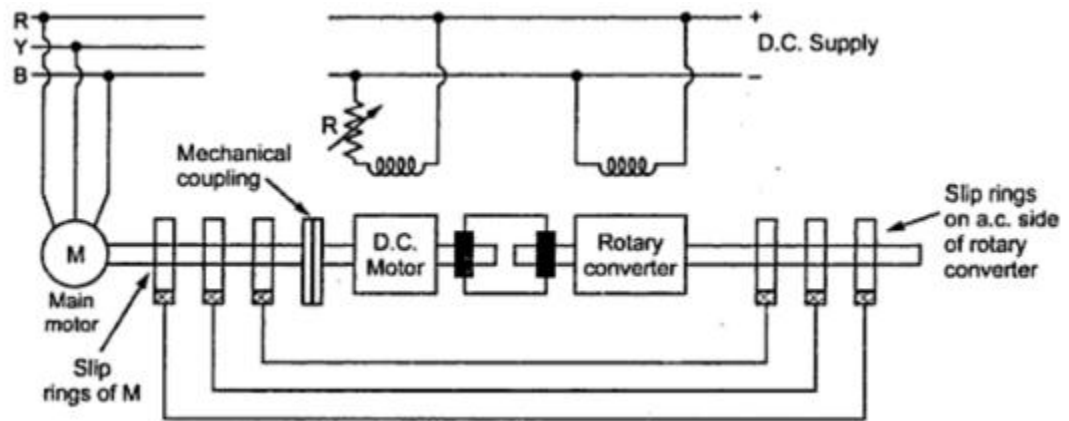 R
Y
B
+
D.C. Supply
−
R
Mechanical
coupling
M
Main
motor
D.C.
Motor
Rotary
converter
Slip rings
on a.c. side
of rotary
converter
Slip
rings of M